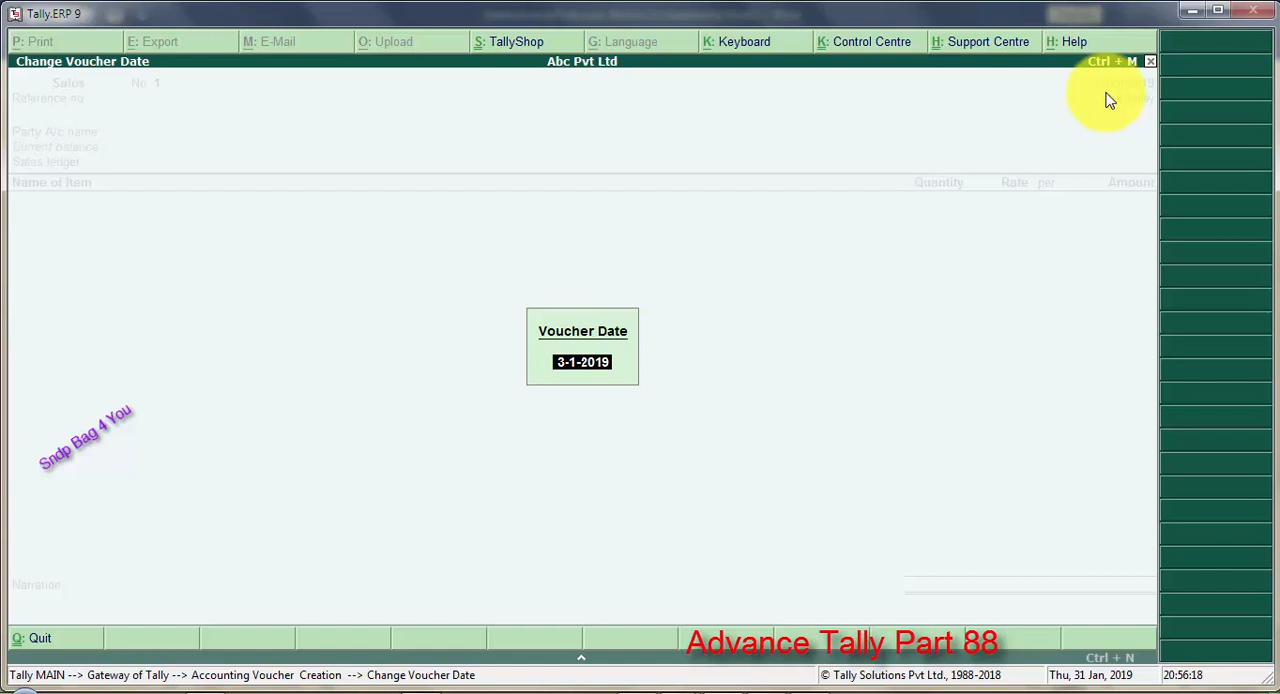 Tally.ERP 9
P: Print E: Export M: E-Mail O: Upload S: TallyShop G: Language K: Keyboard K: Control Centre H: Support Centre H: Help
Change Voucher Date Abc Pvt Ltd Ctrl + M
Sales No 1
Reference no
Party A/c name
Current balance
Sales ledger
Name of Item Quantity Rate per Amount
Voucher Date
3-1-2019
Sndp Bag 4 You
Narration
Q: Quit
Advance Tally Part 88
Ctrl + N
Tally MAIN --> Gateway of Tally --> Accounting Voucher Creation --> Change Voucher Date © Tally Solutions Pvt Ltd., 1988-2018 Thu, 31 Jan, 2019 20:56:18